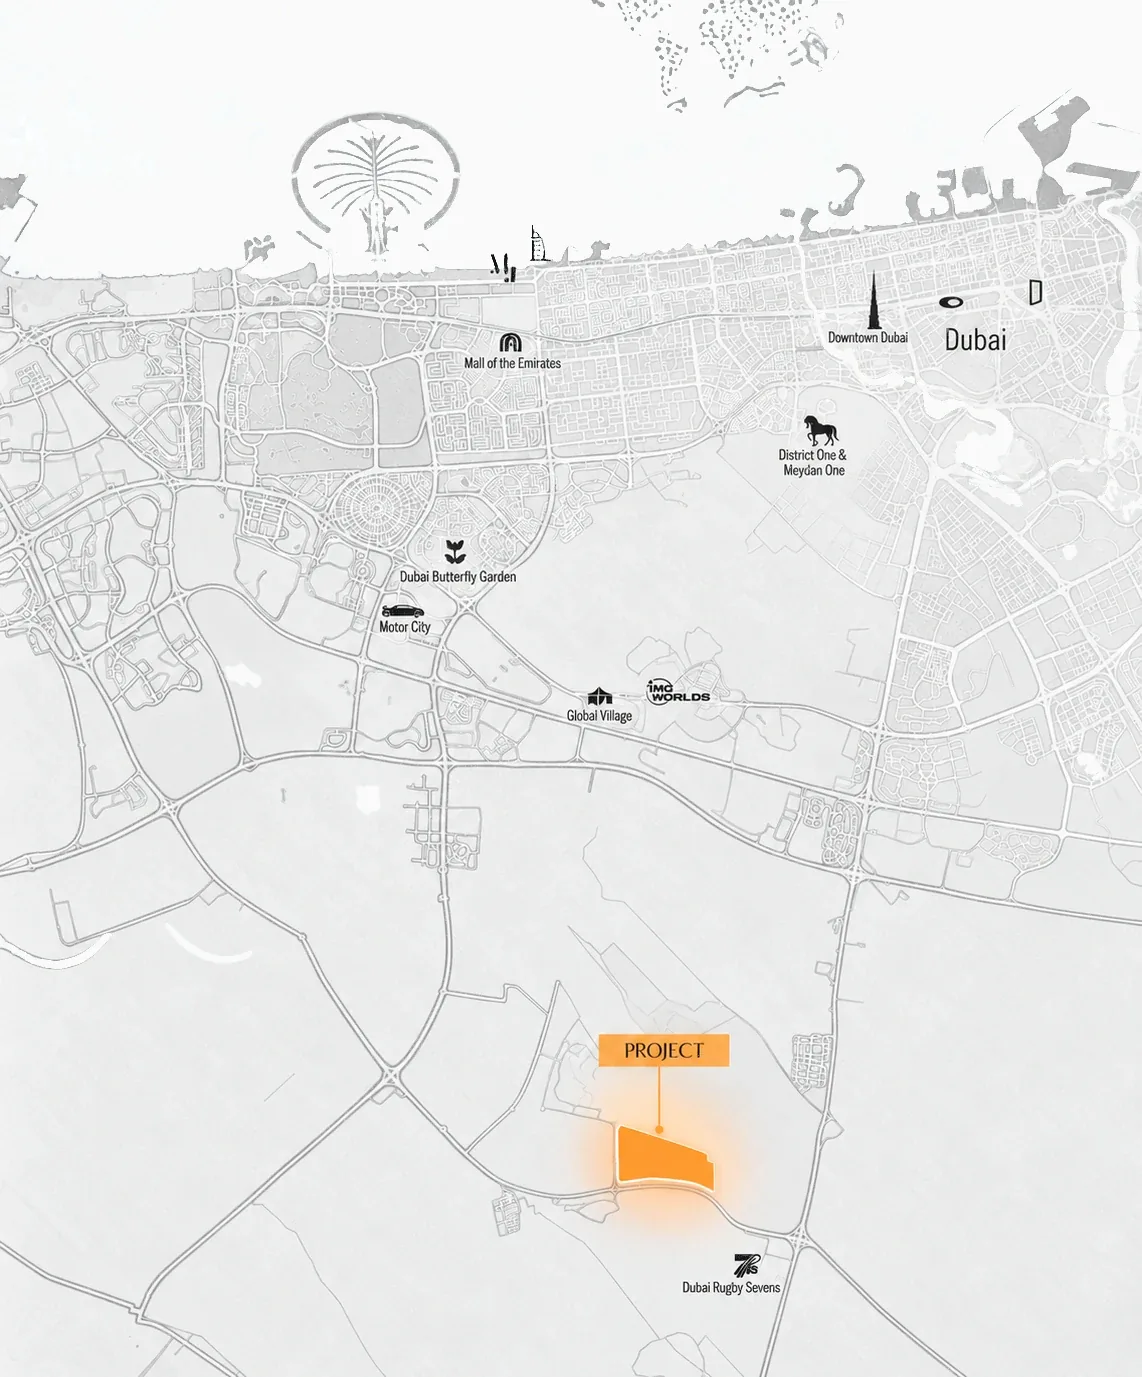 Downtown Dubai
Dubai
Mall of the Emirates
District One &
Meydan One
Dubai Butterfly Garden
Motor City
Global Village
iMG
WORLDS
PROJECT
7s
Dubai Rugby Sevens